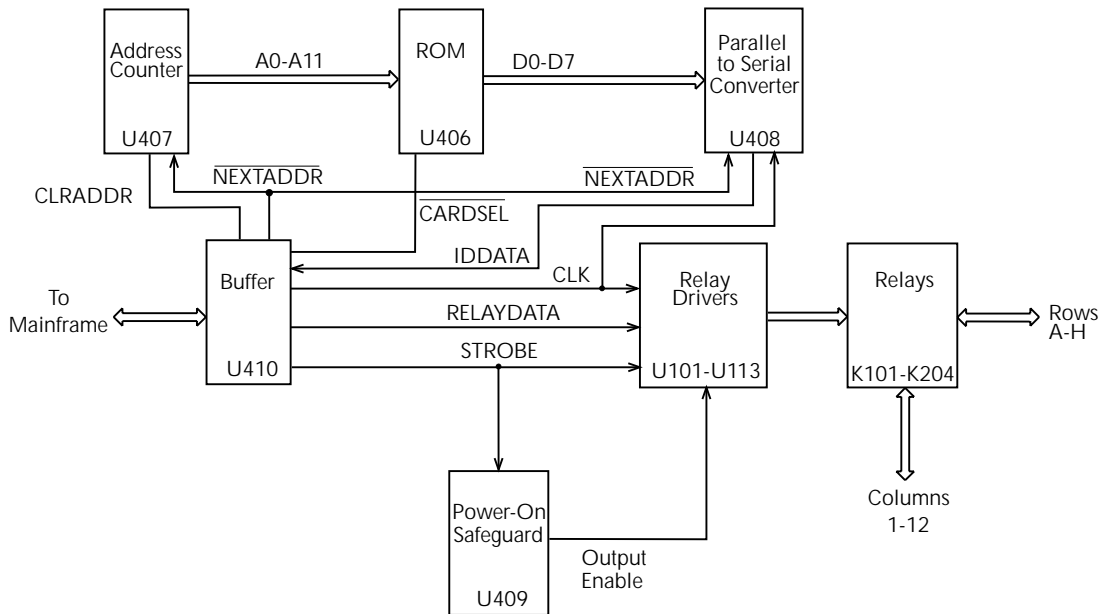 Address
Counter
U407
A0-A11
ROM
U406
D0-D7
Parallel
to Serial
Converter
U408
NEXTADDR
NEXTADDR
CLRADDR
CARDSEL
IDDATA
CLK
To
Mainframe
Buffer
U410
RELAYDATA
STROBE
Relay
Drivers
U101-U113
Relays
K101-K204
Rows
A-H
Columns
1-12
Power-On
Safeguard
U409
Output
Enable